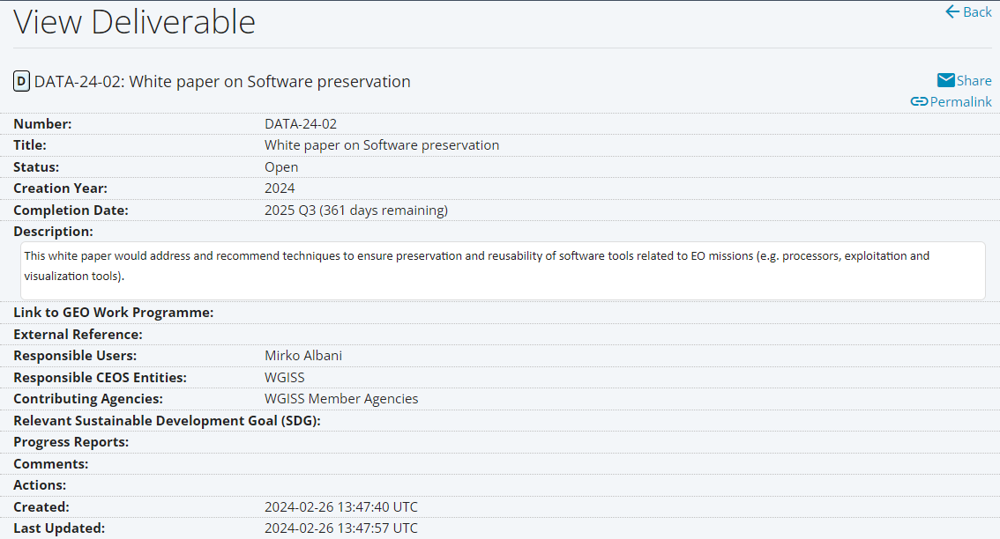 View Deliverable
Back
D DATA-24-02: White paper on Software preservation
Share
Permalink
Number: DATA-24-02
Title: White paper on Software preservation
Status: Open
Creation Year: 2024
Completion Date: 2025 Q3 (361 days remaining)
Description:
This white paper would address and recommend techniques to ensure preservation and reusability of software tools related to EO missions (e.g. processors, exploitation and
visualization tools).
Link to GEO Work Programme:
External Reference:
Responsible Users: Mirko Albani
Responsible CEOS Entities: WGISS
Contributing Agencies: WGISS Member Agencies
Relevant Sustainable Development Goal (SDG):
Progress Reports:
Comments:
Actions:
Created: 2024-02-26 13:47:40 UTC
Last Updated: 2024-02-26 13:47:57 UTC